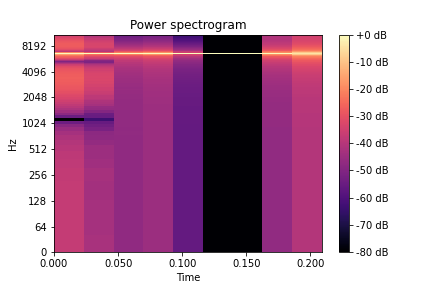 Power spectrogram
Hz
8192
4096
2048
1024
512
256
128
64
0
0.000 0.050 0.100 0.150 0.200
Time
+0 dB
-10 dB
-20 dB
-30 dB
-40 dB
-50 dB
-60 dB
-70 dB
-80 dB